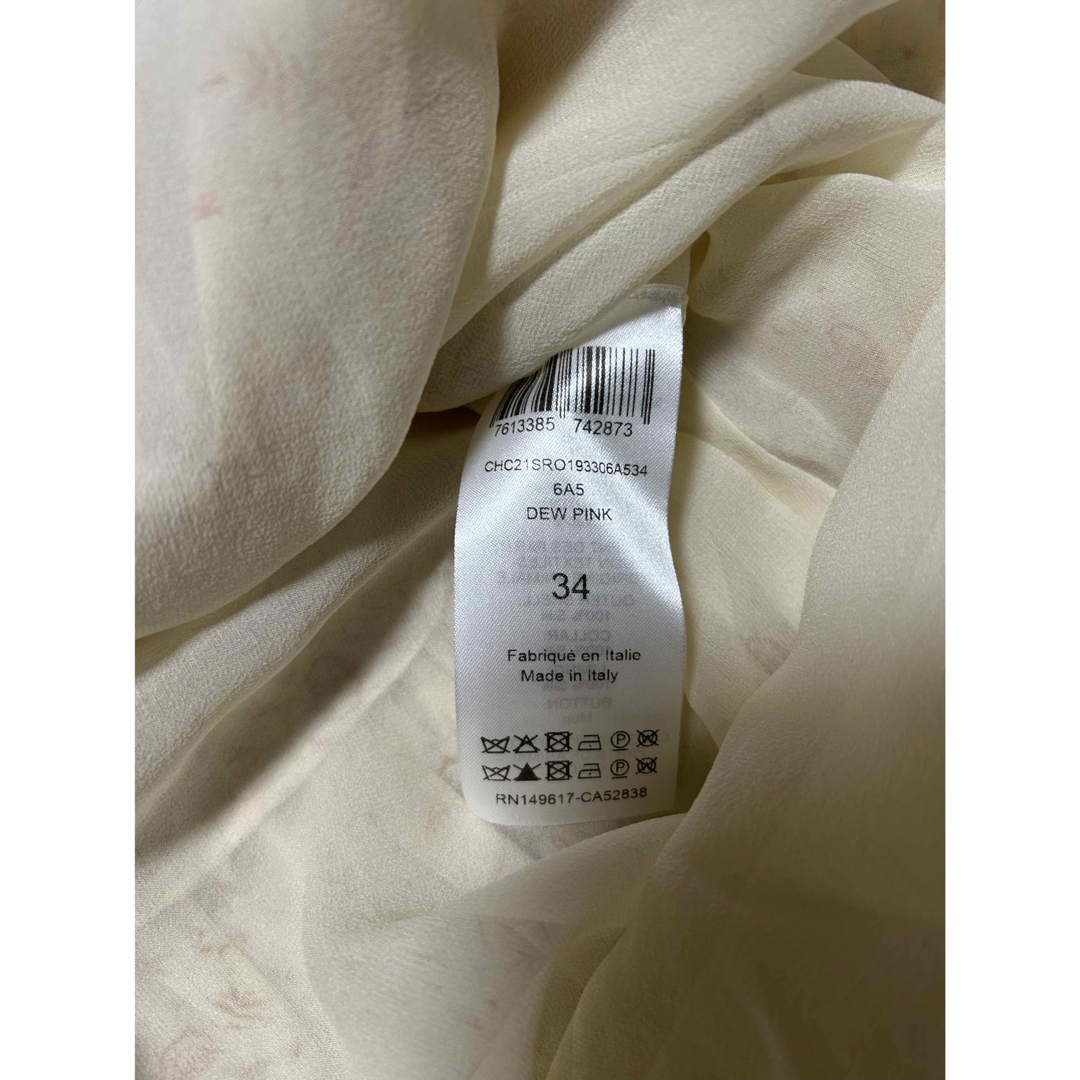 7613385 742873
CHC21SRO193306A534
6A5
DEW PINK
34
Fabriqué en Italie
Made in Italy
RN149617-CA52838